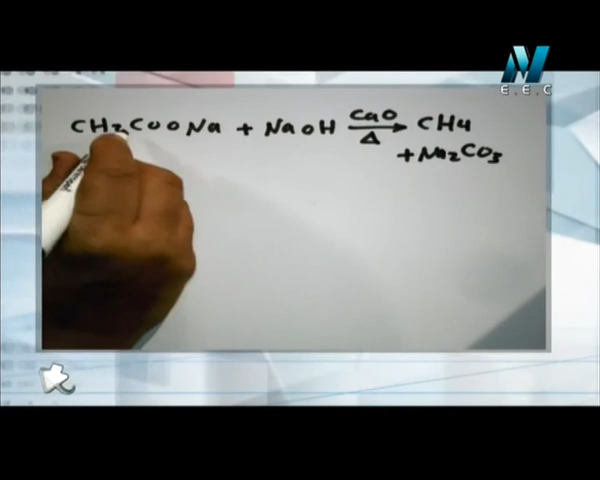 E.E.C
CH3COONa + NaOH CaO → Δ CH4
+ Na2CO3